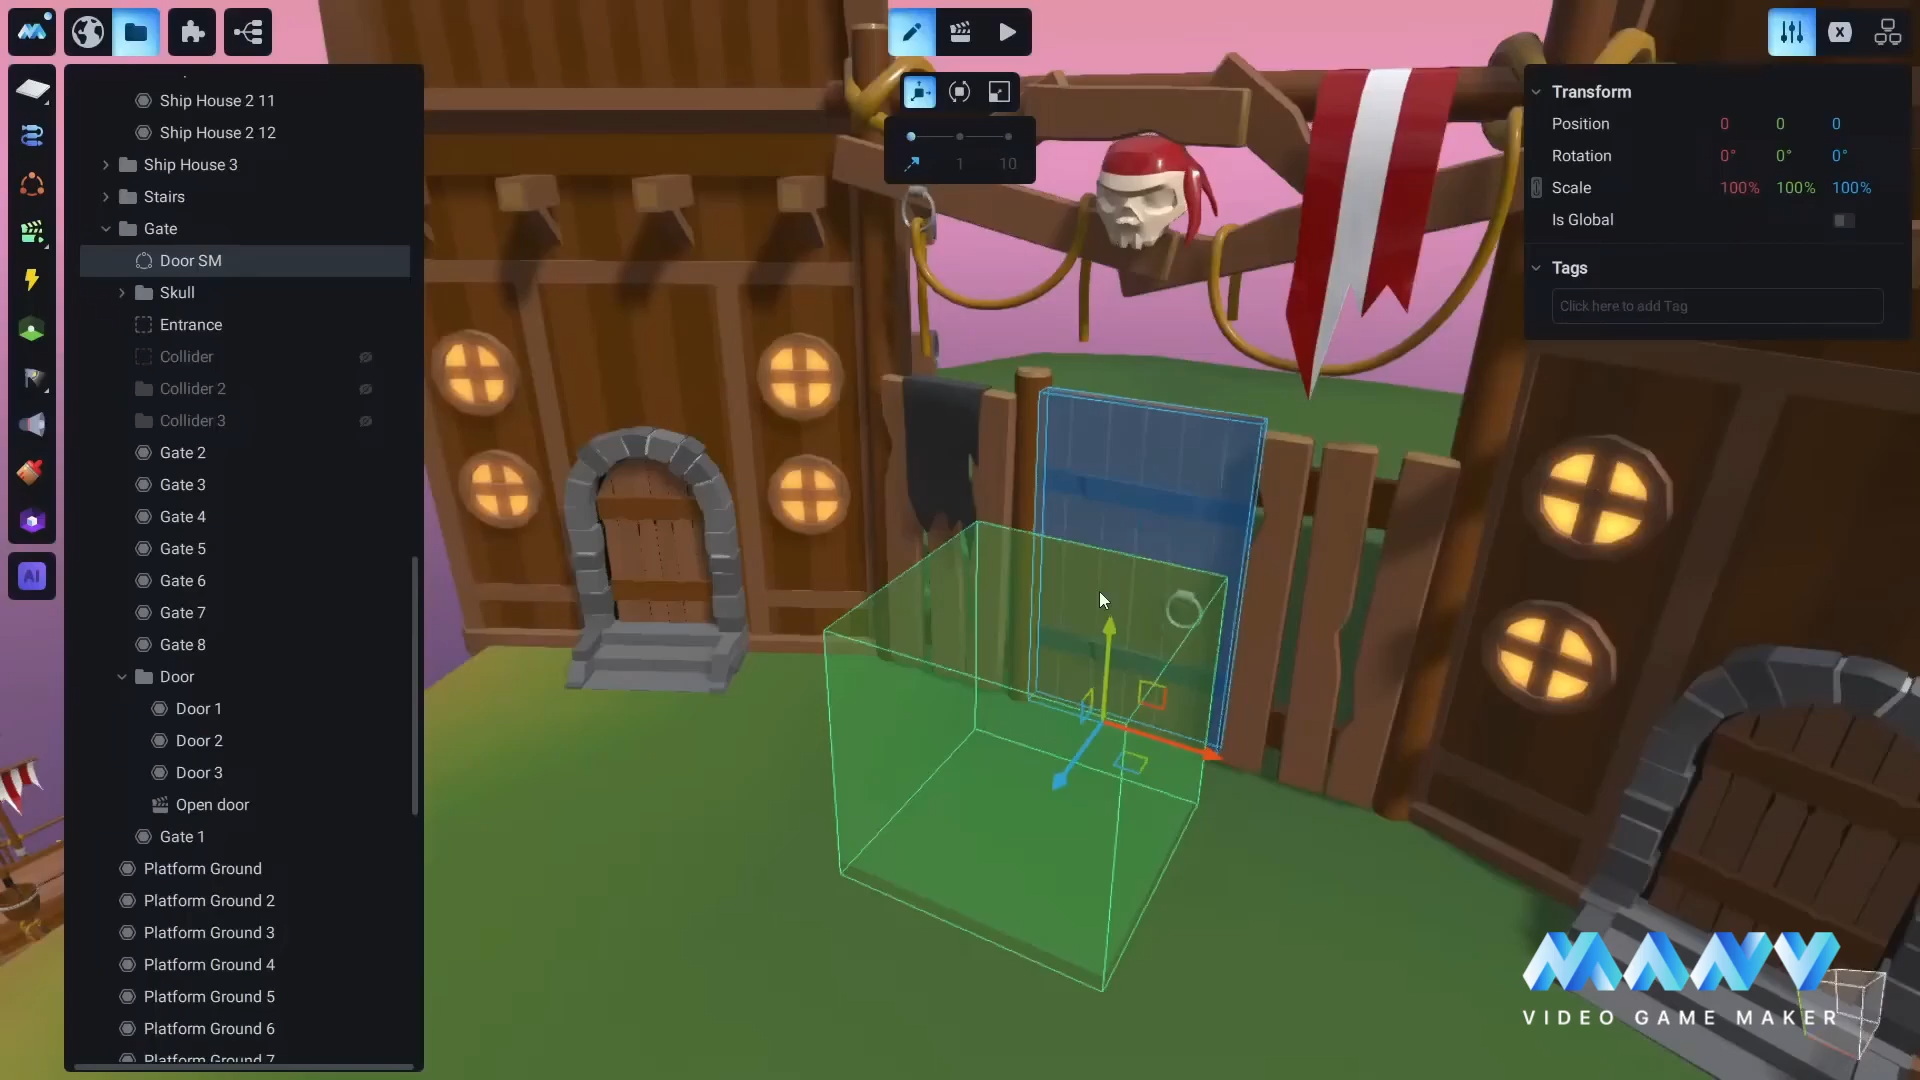 Ship House 2 11
Ship House 2 12
Ship House 3
Stairs
Gate
Door SM
Skull
Entrance
Collider
Collider 2
Collider 3
Gate 2
Gate 3
Gate 4
Gate 5
Gate 6
Gate 7
Gate 8
Door
Door 1
Door 2
Door 3
Open door
Gate 1
Platform Ground
Platform Ground 2
Platform Ground 3
Platform Ground 4
Platform Ground 5
Platform Ground 6
Platform Ground 7
AI
1 10
X
Transform
Position 0 0 0
Rotation 0° 0° 0°
Scale 100% 100% 100%
Is Global
Tags
Click here to add Tag
MANV
VIDEO GAME MAKER